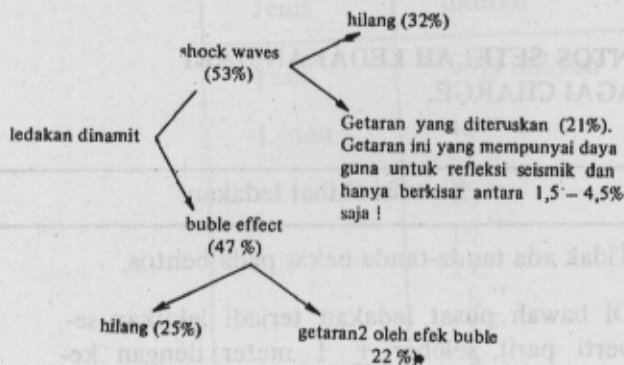 hilang (32%)
shock waves
(53%)
ledakan dinamit
Getaran yang diteruskan (21%).
Getaran ini yang mempunyai daya
guna untuk refleksi seismik dan
hanya berkisar antara 1,5 – 4,5%
saja !
buble effect
(47 %)
hilang (25%)
getaran2 oleh efek buble
22 %